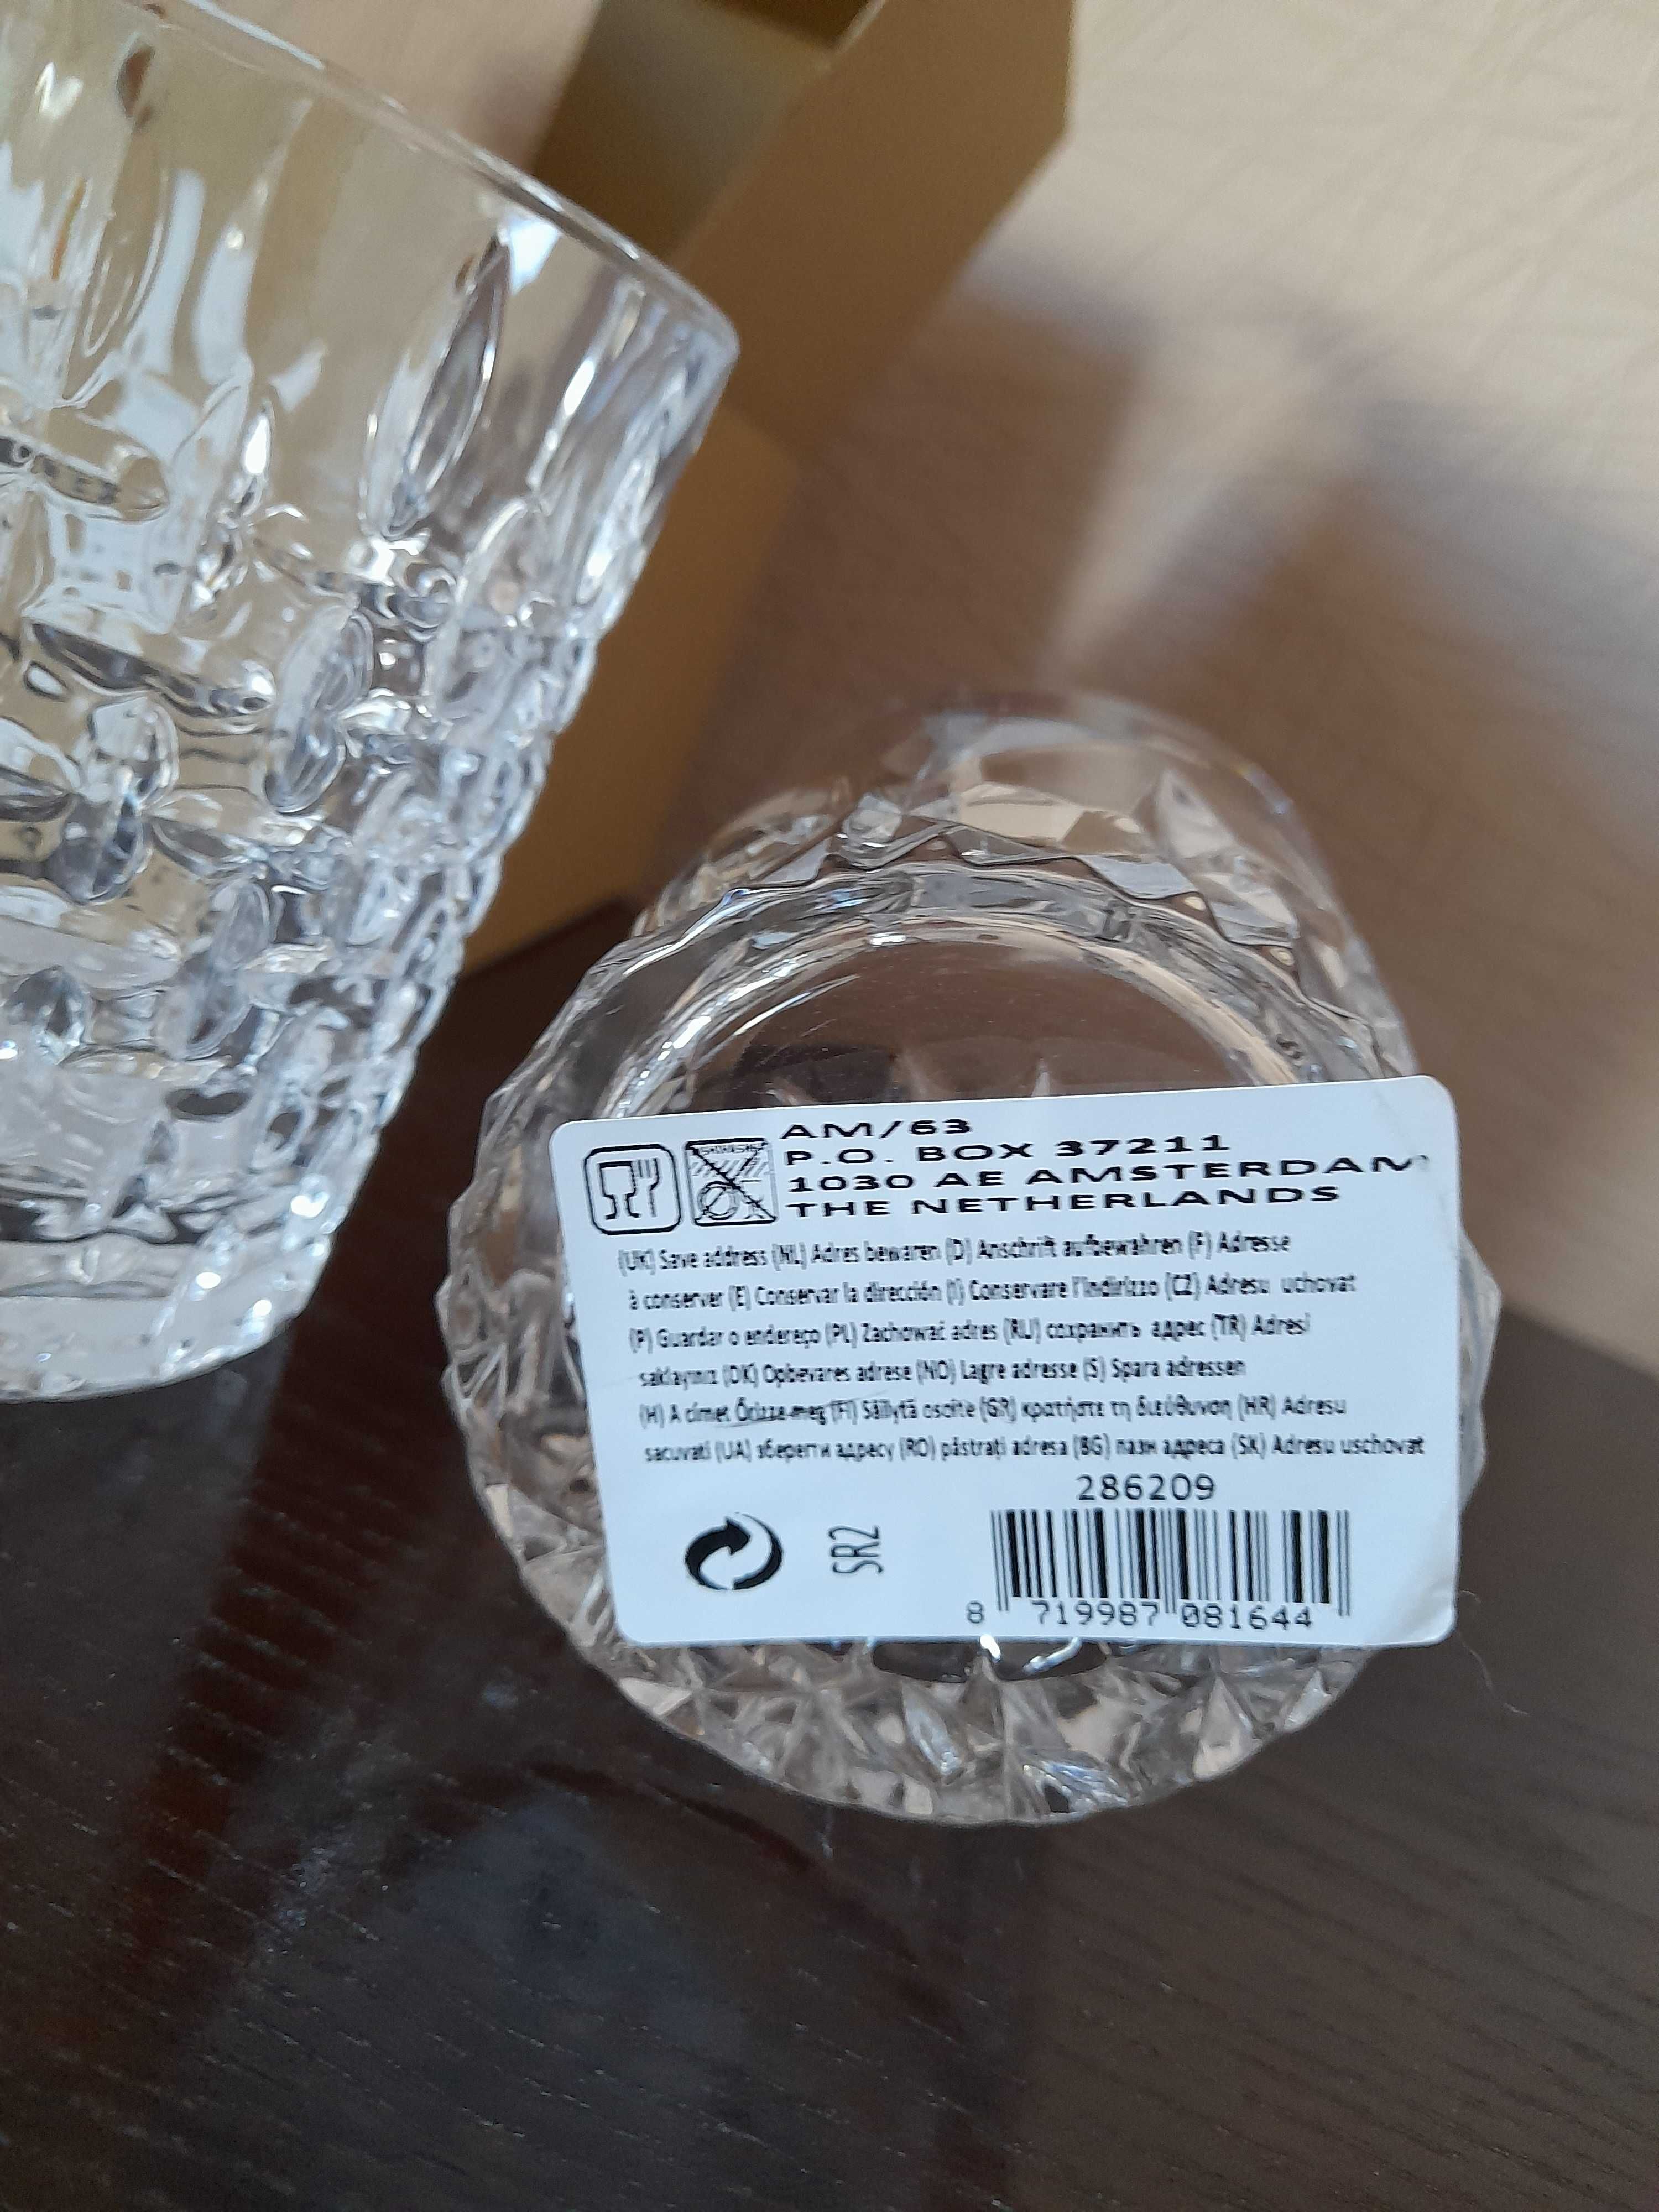 AM/63
P.O. BOX 37211
1030 AE AMSTERDAM
THE NETHERLANDS
(UK) Save address (NL) Adres bewaren (D) Anschrift aufbewahren (F) Adresse
à conserver (E) Conservar la dirección (I) Conservare l'indirizzo (CZ) Adresu uchovat
(P) Guardar o endereço (PL) Zachować adres (RU) сохранить адрес (TR) Adresi
saklayınız (DK) Opbevares adrese (NO) Lagre adresse (S) Spara adressen
(H) A címet Őrizze meg (FI) Säilytä osoite (GR) κρατήστε τη διεύθυνση (HR) Adresu
sacuvati (UA) зберегти адресу (RO) păstrați adresa (BG) пази адреса (SK) Adresu uschovat
286209
SR2
8 719987 081644